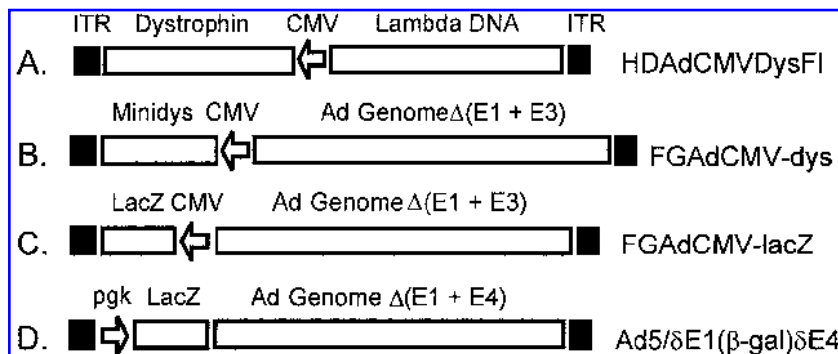 ITR Dystrophin CMV Lambda DNA ITR
A. HDAdCMVDysFl
Minidys CMV Ad Genome Δ(E1 + E3)
B. FGAdCMV-dys
LacZ CMV Ad Genome Δ(E1 + E3)
C. FGAdCMV-lacZ
pgk LacZ Ad Genome Δ(E1 + E4)
D. Ad5/δE1(β-gal)δE4